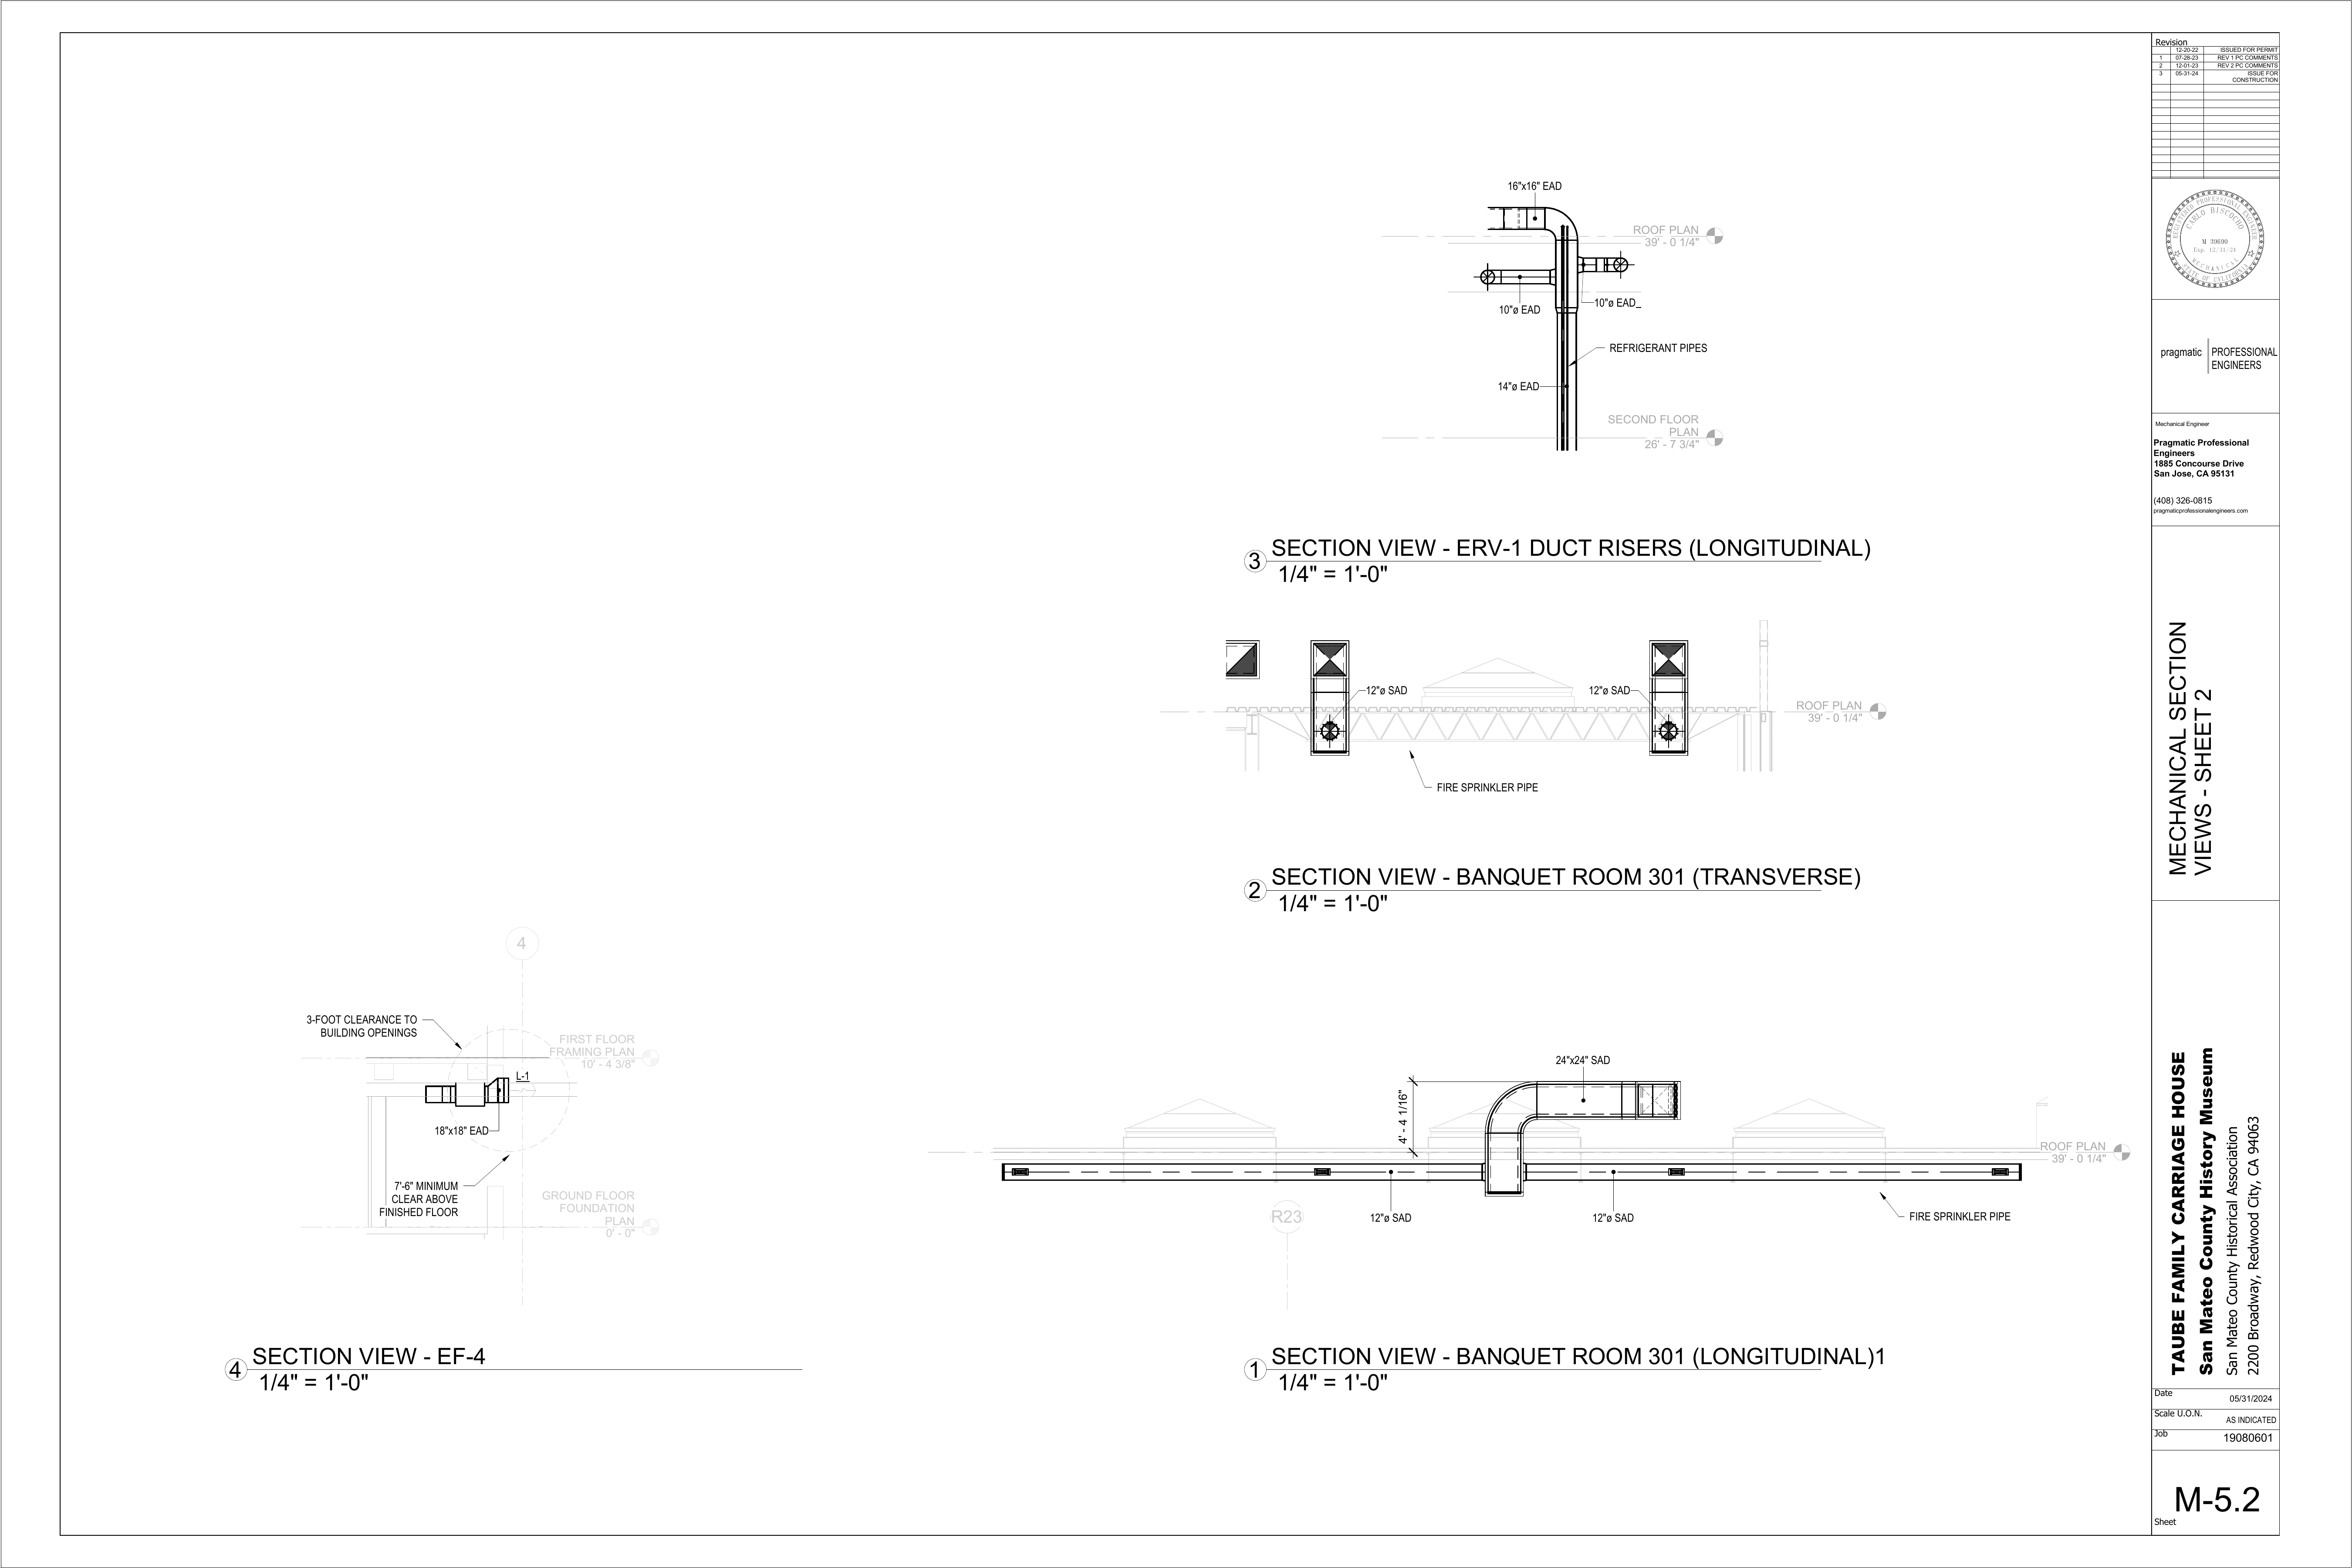 16"x16" EAD
ROOF PLAN
39' - 0 1/4"
10"ø EAD
10"ø EAD_
REFRIGERANT PIPES
14"ø EAD
SECOND FLOOR
PLAN
26' - 7 3/4"
3
SECTION VIEW - ERV-1 DUCT RISERS (LONGITUDINAL)
1/4" = 1'-0"
12"ø SAD
12"ø SAD
ROOF PLAN
39' - 0 1/4"
FIRE SPRINKLER PIPE
2
SECTION VIEW - BANQUET ROOM 301 (TRANSVERSE)
1/4" = 1'-0"
4
3-FOOT CLEARANCE TO
BUILDING OPENINGS
FIRST FLOOR
FRAMING PLAN
10' - 4 3/8"
L-1
18"x18" EAD
7'-6" MINIMUM
CLEAR ABOVE
FINISHED FLOOR
GROUND FLOOR
FOUNDATION
PLAN
0' - 0"
4
SECTION VIEW - EF-4
1/4" = 1'-0"
24"x24" SAD
4' - 4 1/16"
ROOF PLAN
39' - 0 1/4"
R23
12"ø SAD
12"ø SAD
FIRE SPRINKLER PIPE
1
SECTION VIEW - BANQUET ROOM 301 (LONGITUDINAL)1
1/4" = 1'-0"
Revision
12-20-22 ISSUED FOR PERMIT
1 07-28-23 REV 1 PC COMMENTS
2 12-01-23 REV 2 PC COMMENTS
3 05-31-24 ISSUE FOR
CONSTRUCTION
REGISTERED PROFESSIONAL ENGINEER
CARLO BISCOCHO
M 39690
Exp. 12/31/24
MECHANICAL
STATE OF CALIFORNIA
pragmatic PROFESSIONAL
ENGINEERS
Mechanical Engineer
Pragmatic Professional
Engineers
1885 Concourse Drive
San Jose, CA 95131
(408) 326-0815
pragmaticprofessionalengineers.com
MECHANICAL SECTION
VIEWS - SHEET 2
TAUBE FAMILY CARRIAGE HOUSE
San Mateo County History Museum
San Mateo County Historical Association
2200 Broadway, Redwood City, CA 94063
Date
05/31/2024
Scale U.O.N.
AS INDICATED
Job
19080601
M-5.2
Sheet